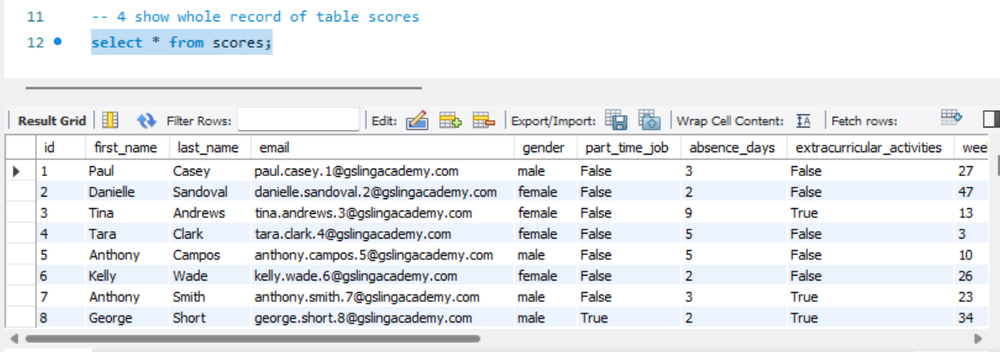 11 -- 4 show whole record of table scores
12 select * from scores;
Result Grid Filter Rows: Edit: Export/Import: Wrap Cell Content: IA Fetch rows:
id first_name last_name email gender part_time_job absence_days extracurricular_activities week
1 Paul Casey paul.casey.1@gslingacademy.com male False 3 False 27
2 Danielle Sandoval danielle.sandoval.2@gslingacademy.com female False 2 False 47
3 Tina Andrews tina.andrews.3@gslingacademy.com female False 9 True 13
4 Tara Clark tara.clark.4@gslingacademy.com female False 5 False 3
5 Anthony Campos anthony.campos.5@gslingacademy.com male False 5 False 10
6 Kelly Wade kelly.wade.6@gslingacademy.com female False 2 False 26
7 Anthony Smith anthony.smith.7@gslingacademy.com male False 3 True 23
8 George Short george.short.8@gslingacademy.com male True 2 True 34